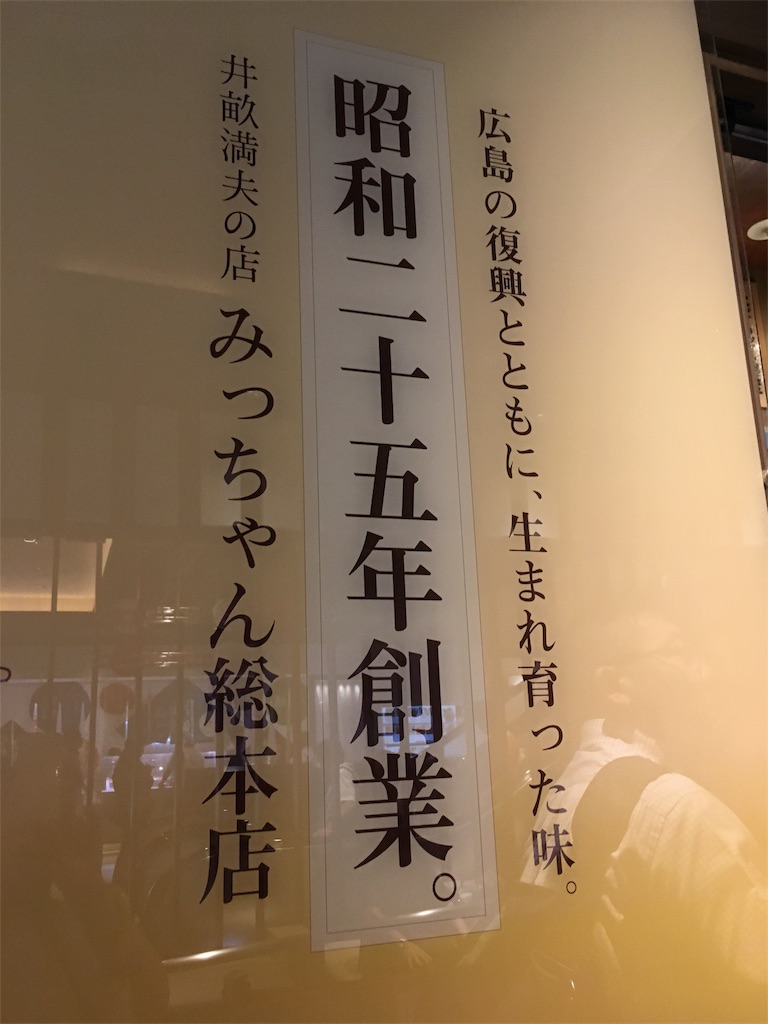 広島の復興とともに、生まれ育った味。
昭和二十五年創業。
井畝満夫の店 みっちゃん総本店